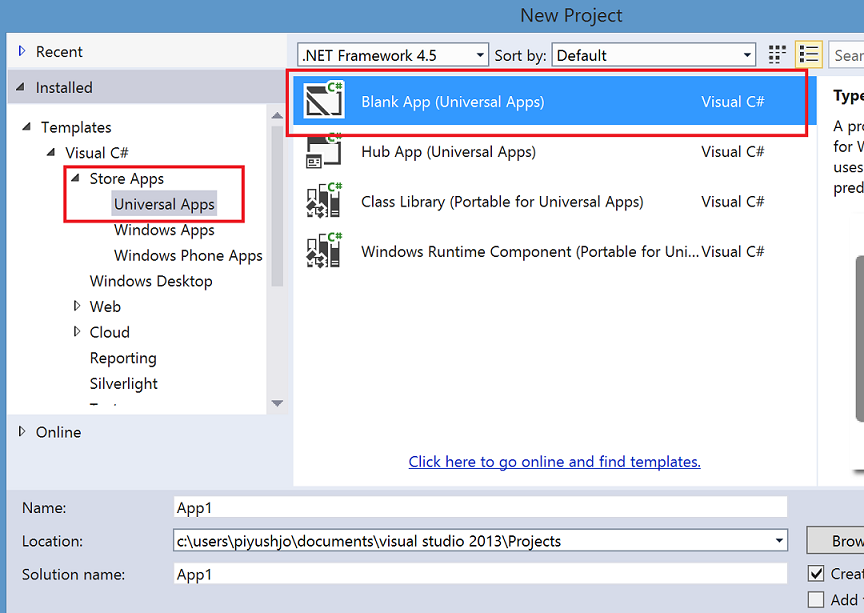 New Project
Recent
Installed
Templates
Visual C#
Store Apps
Universal Apps
Windows Apps
Windows Phone Apps
Windows Desktop
Web
Cloud
Reporting
Silverlight
Online
.NET Framework 4.5
Sort by:
Default
Sear
C#
Blank App (Universal Apps)
Visual C#
C#
Hub App (Universal Apps)
Visual C#
C#
Class Library (Portable for Universal Apps)
Visual C#
C#
Windows Runtime Component (Portable for Uni...
Visual C#
Click here to go online and find templates.
Type
A pro
for W
uses
pred
Name:
App1
Location:
c:\users\piyushjo\documents\visual studio 2013\Projects
Brow
Solution name:
App1
Creat
Add